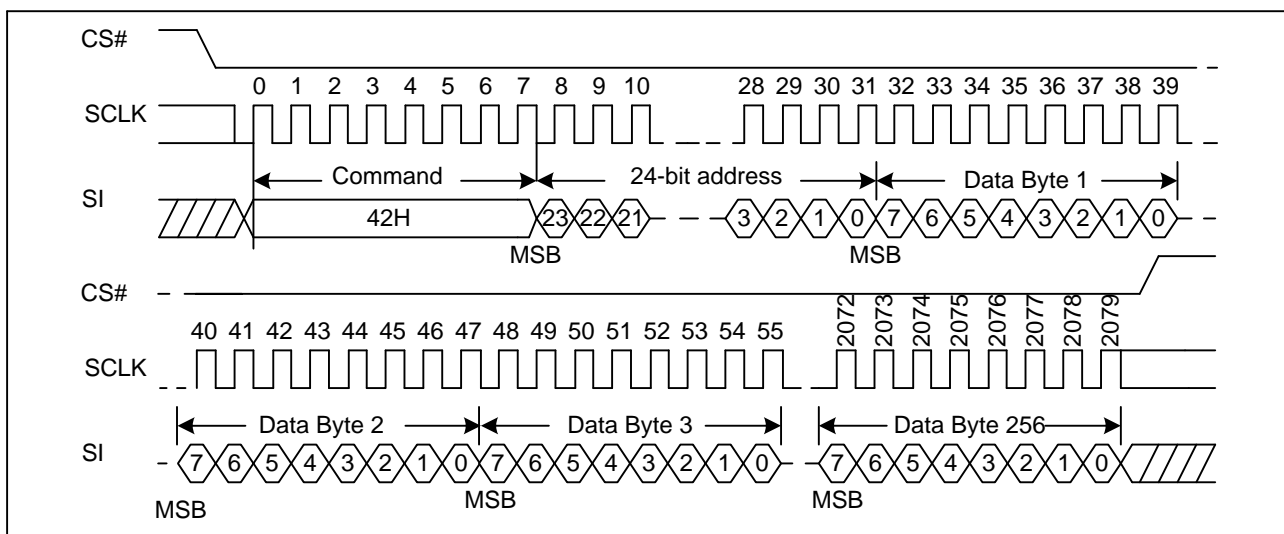 CS#
0 1 2 3 4 5 6 7 8 9 10 28 29 30 31 32 33 34 35 36 37 38 39
SCLK
Command 24-bit address Data Byte 1
SI
42H 23 22 21 3 2 1 0 7 6 5 4 3 2 1 0
MSB MSB
CS#
40 41 42 43 44 45 46 47 48 49 50 51 52 53 54 55 2072 2073 2074 2075 2076 2077 2078 2079
SCLK
Data Byte 2 Data Byte 3 Data Byte 256
SI
7 6 5 4 3 2 1 0 7 6 5 4 3 2 1 0 7 6 5 4 3 2 1 0
MSB MSB MSB